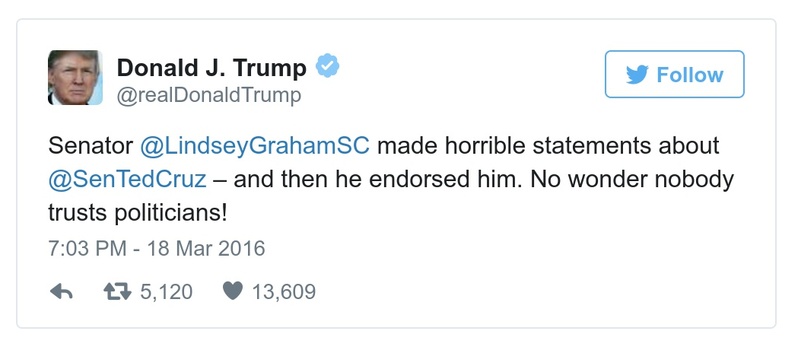 Donald J. Trump
@realDonaldTrump
Follow
Senator @LindseyGrahamSC made horrible statements about
@SenTedCruz – and then he endorsed him. No wonder nobody
trusts politicians!
7:03 PM - 18 Mar 2016
5,120 13,609